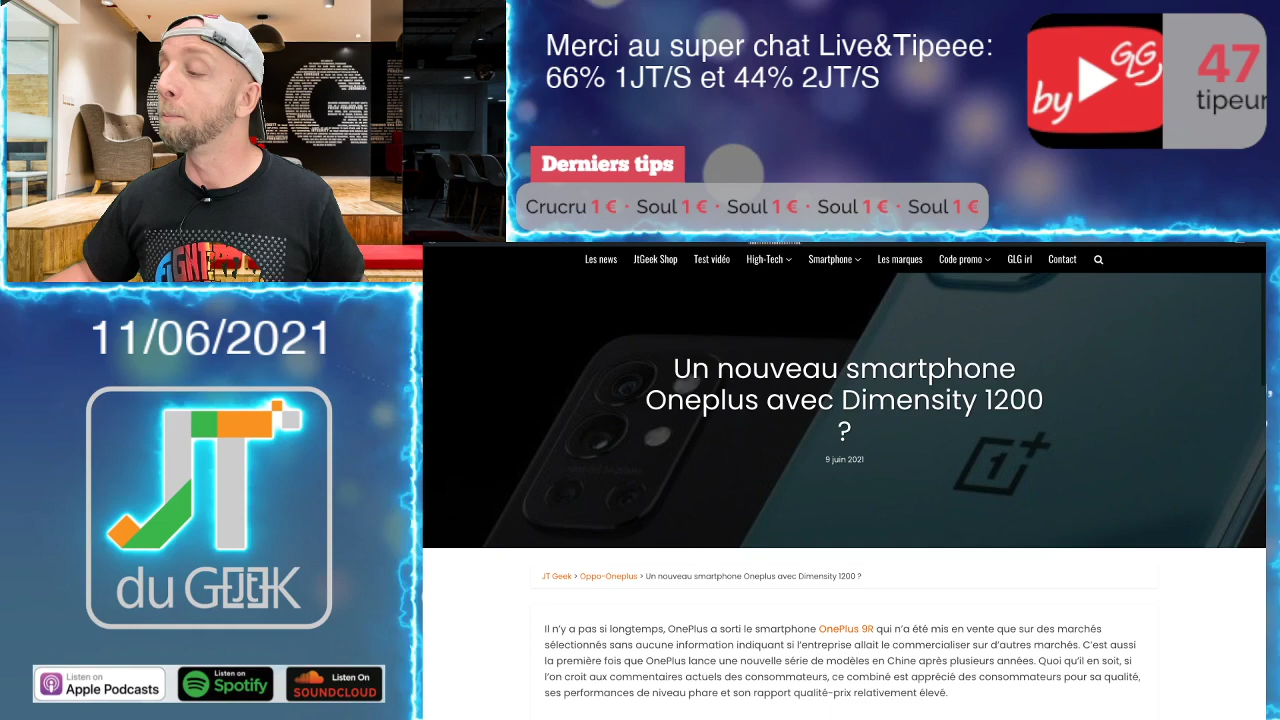 Merci au super chat Live&Tipeee:
66% 1JT/S et 44% 2JT/S
by GLG
47
tipeur
Derniers tips
Crucru 1 € · Soul 1 € · Soul 1 € · Soul 1 € · Soul 1 €
FIGHT
11/06/2021
JT
du GEEK
Jt
Listen on
Apple Podcasts
Listen on
Spotify
Listen On
SOUNDCLOUD
Les news JtGeek Shop Test vidéo High-Tech Smartphone Les marques Code promo GLG irl Contact
Un nouveau smartphone
Oneplus avec Dimensity 1200
?
9 juin 2021
JT Geek > Oppo-Oneplus > Un nouveau smartphone Oneplus avec Dimensity 1200 ?
Il n’y a pas si longtemps, OnePlus a sorti le smartphone OnePlus 9R qui n’a été mis en vente que sur des marchés
sélectionnés sans aucune information indiquant si l’entreprise allait le commercialiser sur d’autres marchés. C’est aussi
la première fois que OnePlus lance une nouvelle série de modèles en Chine après plusieurs années. Quoi qu’il en soit, si
l’on croit aux commentaires actuels des consommateurs, ce combiné est apprécié des consommateurs pour sa qualité,
ses performances de niveau phare et son rapport qualité-prix relativement élevé.